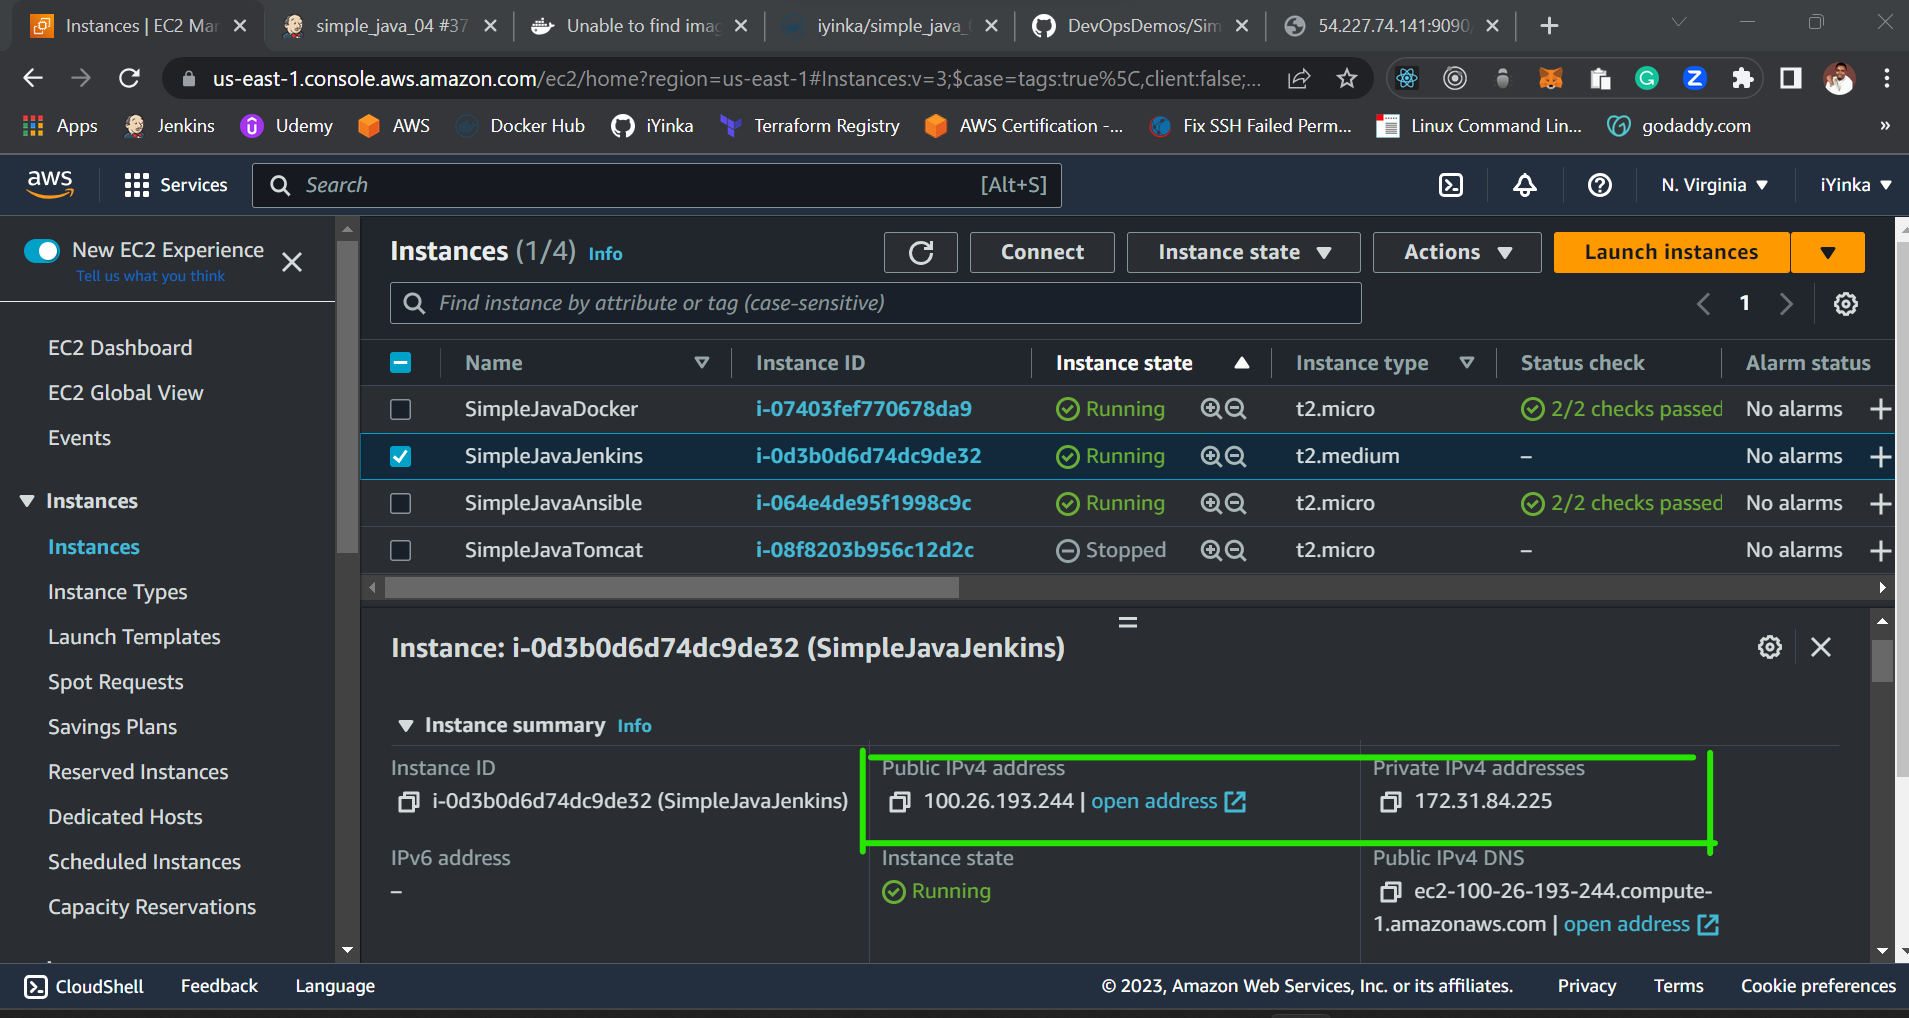 Instances | EC2 Mar
simple_java_04 #37
Unable to find imag
iyinka/simple_java_
DevOpsDemos/Sim
54.227.74.141:9090
us-east-1.console.aws.amazon.com/ec2/home?region=us-east-1#Instances:v=3;$case=tags:true%5C,client:false;...
Apps Jenkins Udemy AWS Docker Hub iYinka Terraform Registry AWS Certification -... Fix SSH Failed Perm... Linux Command Lin... godaddy.com »
aws Services Search [Alt+S] N. Virginia iYinka
New EC2 Experience
Tell us what you think
EC2 Dashboard
EC2 Global View
Events
Instances
Instances
Instance Types
Launch Templates
Spot Requests
Savings Plans
Reserved Instances
Dedicated Hosts
Scheduled Instances
Capacity Reservations
Instances (1/4) Info Connect Instance state Actions Launch instances
Find instance by attribute or tag (case-sensitive) 1
Name Instance ID Instance state Instance type Status check Alarm status
SimpleJavaDocker i-07403fef770678da9 Running t2.micro 2/2 checks passed No alarms
SimpleJavaJenkins i-0d3b0d6d74dc9de32 Running t2.medium – No alarms
SimpleJavaAnsible i-064e4de95f1998c9c Running t2.micro 2/2 checks passed No alarms
SimpleJavaTomcat i-08f8203b956c12d2c Stopped t2.micro – No alarms
Instance: i-0d3b0d6d74dc9de32 (SimpleJavaJenkins)
Instance summary Info
Instance ID
i-0d3b0d6d74dc9de32 (SimpleJavaJenkins)
Public IPv4 address
100.26.193.244 | open address
Private IPv4 addresses
172.31.84.225
IPv6 address
–
Instance state
Running
Public IPv4 DNS
ec2-100-26-193-244.compute-
1.amazonaws.com | open address
CloudShell Feedback Language © 2023, Amazon Web Services, Inc. or its affiliates. Privacy Terms Cookie preferences